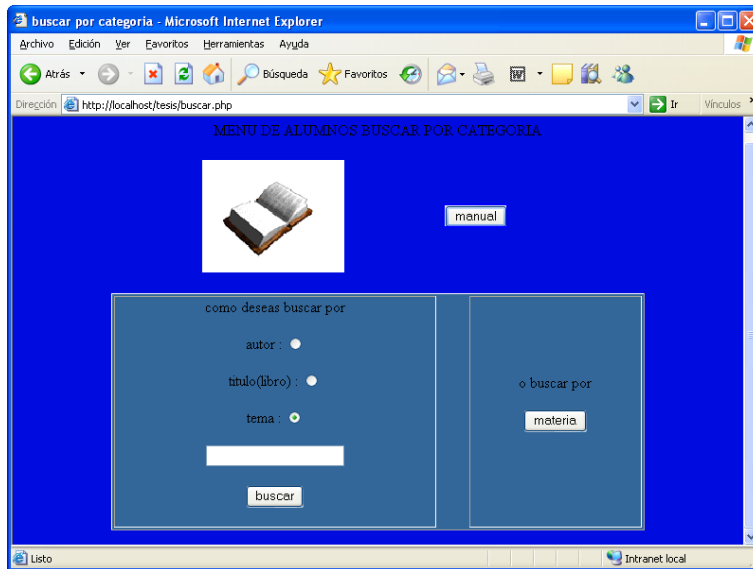 buscar por categoria - Microsoft Internet Explorer
Archivo Edición Ver Favoritos Herramientas Ayuda
Atrás Búsqueda Favoritos
Dirección http://localhost/tesis/buscar.php Ir Vínculos
MENU DE ALUMNOS BUSCAR POR CATEGORIA
manual
como deseas buscar por
autor :
titulo(libro) :
tema :
buscar
o buscar por
materia
Listo Intranet local